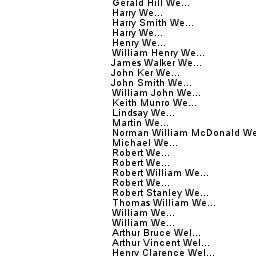 Gerald Hill We...
Harry We...
Harry Smith We...
Harry We...
Henry We...
William Henry We...
James Walker We...
John Ker We...
John Smith We...
William John We...
Keith Munro We...
Lindsay We...
Martin We...
Norman William McDonald We
Michael We...
Robert We...
Robert We...
Robert William We...
Robert We...
Robert Stanley We...
Thomas William We...
William We...
William We...
Arthur Bruce Wel...
Arthur Vincent Wel...
Henry Clarence Wel...